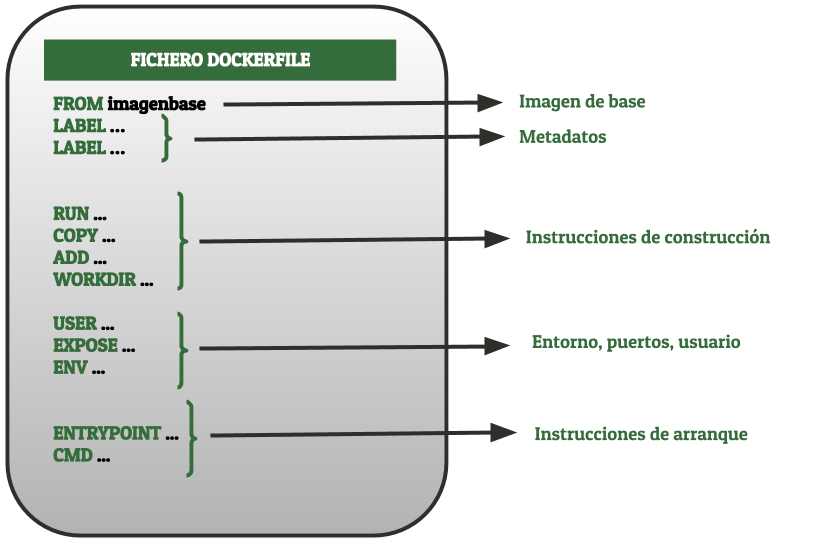 FICHERO DOCKERFILE
FROM imagenbase
Imagen de base
LABEL ...
LABEL ...
Metadatos
RUN ...
COPY ...
ADD ...
WORKDIR ...
Instrucciones de construcción
USER ...
EXPOSE ...
ENV ...
Entorno, puertos, usuario
ENTRYPOINT ...
CMD ...
Instrucciones de arranque